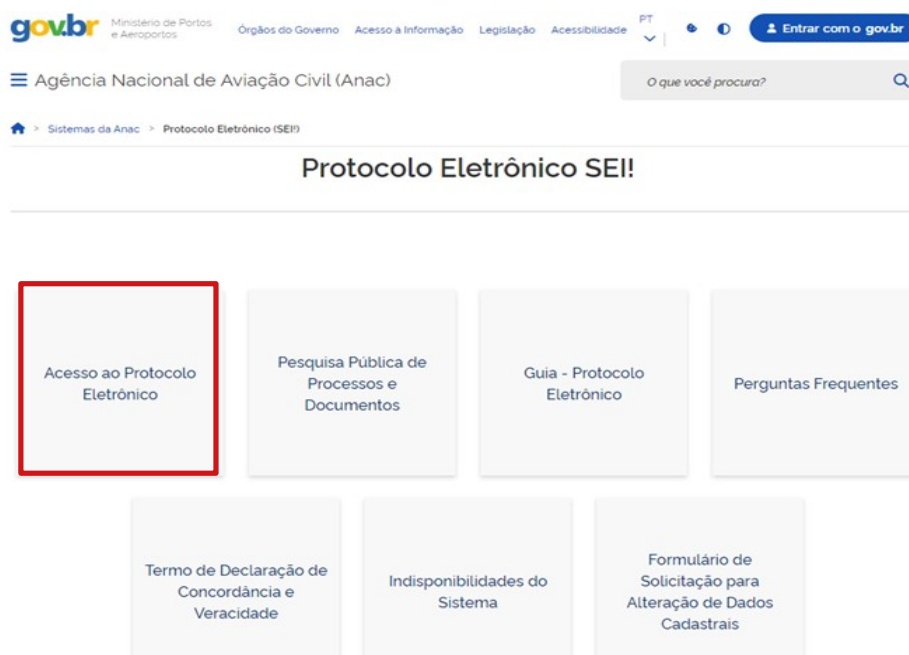 gov.br
Ministério de Portos
e Aeroportos
Órgãos do Governo Acesso à Informação Legislação Acessibilidade PT
Entrar com o gov.br
Agência Nacional de Aviação Civil (Anac)
O que você procura?
> Sistemas da Anac > Protocolo Eletrônico (SEI!)
Protocolo Eletrônico SEI!
Acesso ao Protocolo
Eletrônico
Pesquisa Pública de
Processos e
Documentos
Guia - Protocolo
Eletrônico
Perguntas Frequentes
Termo de Declaração de
Concordância e
Veracidade
Indisponibilidades do
Sistema
Formulário de
Solicitação para
Alteração de Dados
Cadastrais